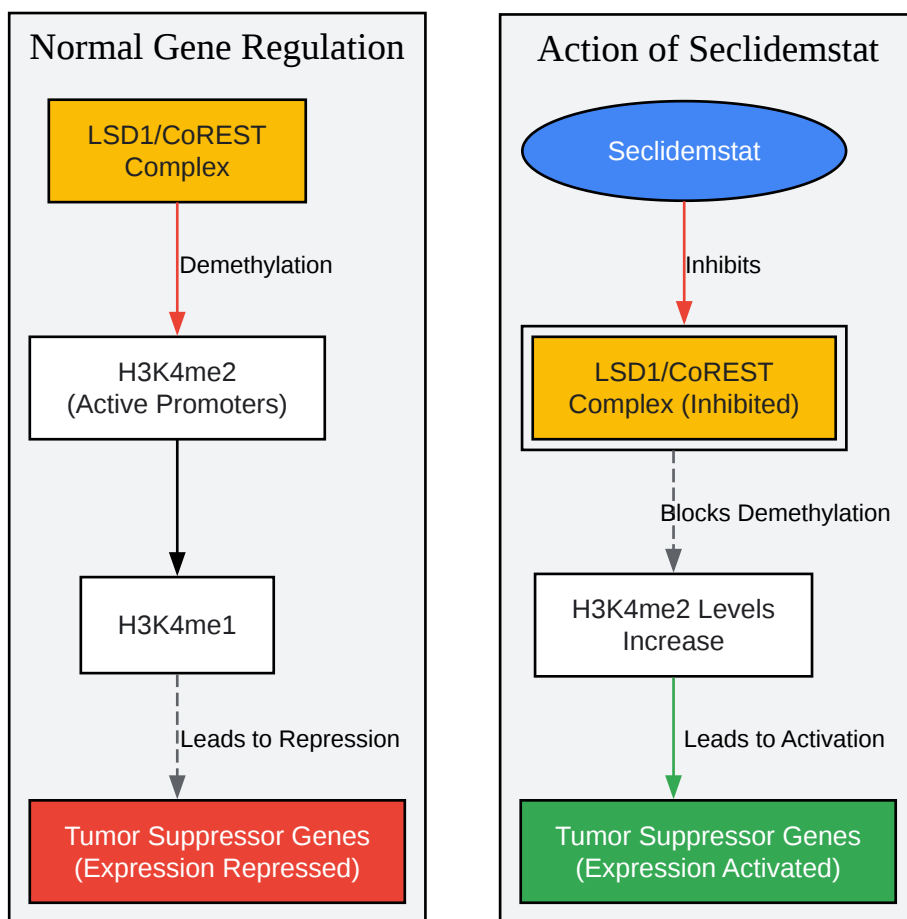 Normal Gene Regulation
LSD1/CoREST
Complex
Demethylation
H3K4me2
(Active Promoters)
H3K4me1
Leads to Repression
Tumor Suppressor Genes
(Expression Repressed)
Action of Seclidemstat
Seclidemstat
Inhibits
LSD1/CoREST
Complex (Inhibited)
Blocks Demethylation
H3K4me2 Levels
Increase
Leads to Activation
Tumor Suppressor Genes
(Expression Activated)